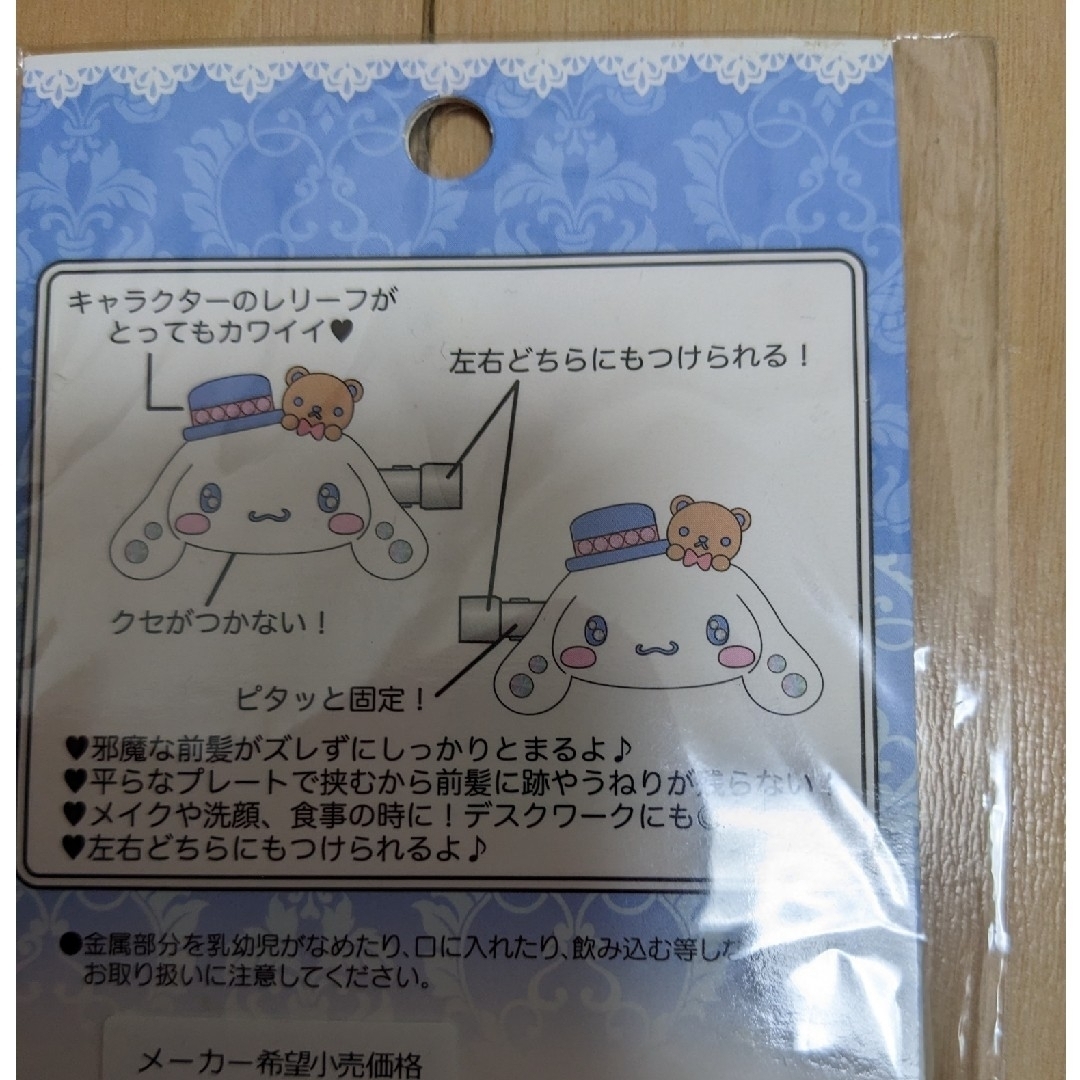 キャラクターのレリーフが
とってもカワイイ♥
左右どちらにもつけられる！
クセがつかない！
ピタッと固定！
♥邪魔な前髪がズレずにしっかりとまるよ♪
♥平らなプレートで挟むから前髪に跡やうねりが残らない！
♥メイクや洗顔、食事の時に！デスクワークにも◎
♥左右どちらにもつけられるよ♪
●金属部分を乳幼児がなめたり、口に入れたり、飲み込む等しな
お取り扱いに注意してください。
メーカー希望小売価格